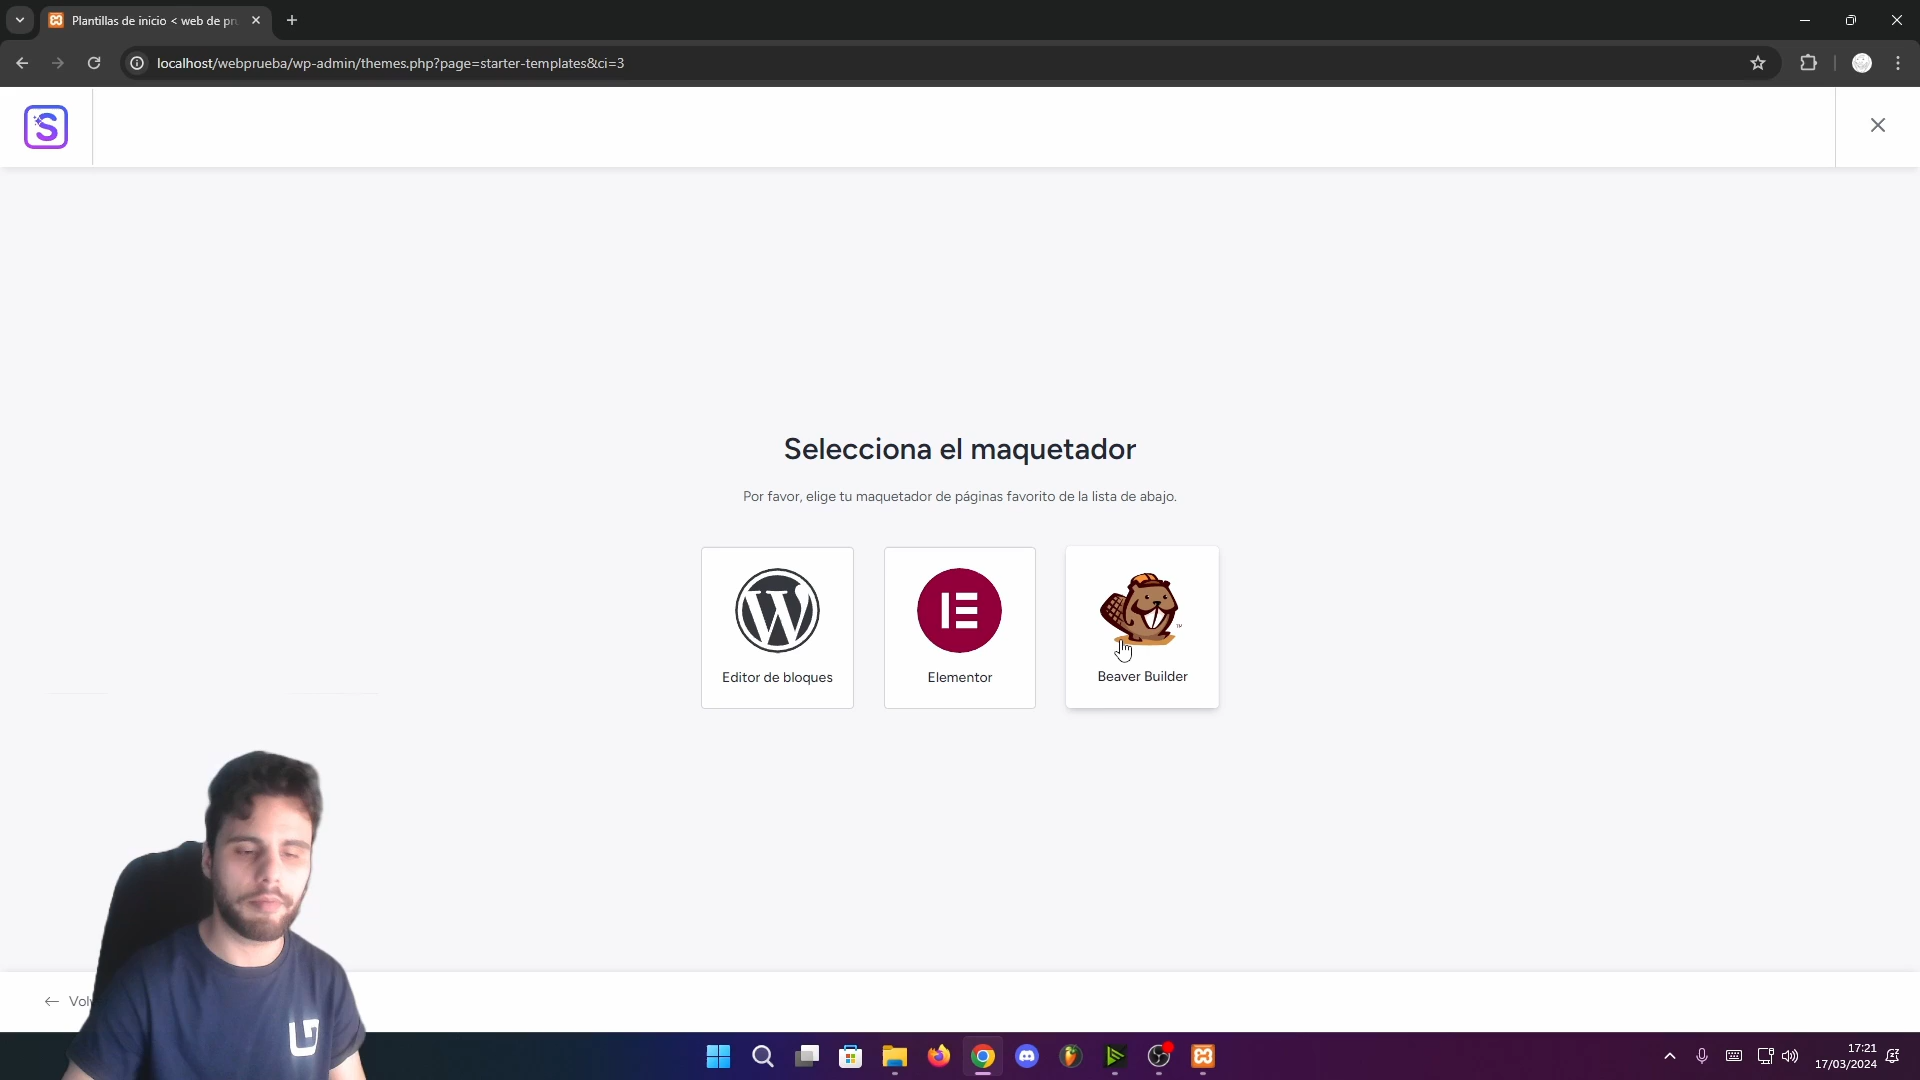 Plantillas de inicio < web de pr
localhost/webprueba/wp-admin/themes.php?page=starter-templates&ci=3
S
Selecciona el maquetador
Por favor, elige tu maquetador de páginas favorito de la lista de abajo.
Editor de bloques
Elementor
Beaver Builder
TM
Vol
17:21
17/03/2024